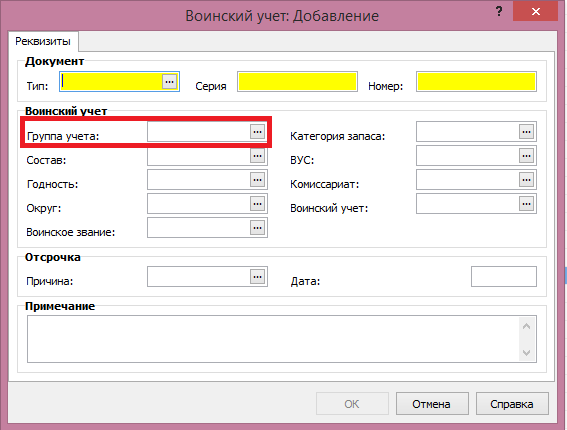 Воинский учет: Добавление
?
Реквизиты
Документ
Тип: ... Серия Номер:
Воинский учет
Группа учета: ... Категория запаса: ...
Состав: ... ВУС: ...
Годность: ... Комиссариат: ...
Округ: ... Воинский учет: ...
Воинское звание: ...
Отсрочка
Причина: ... Дата:
Примечание
OK Отмена Справка